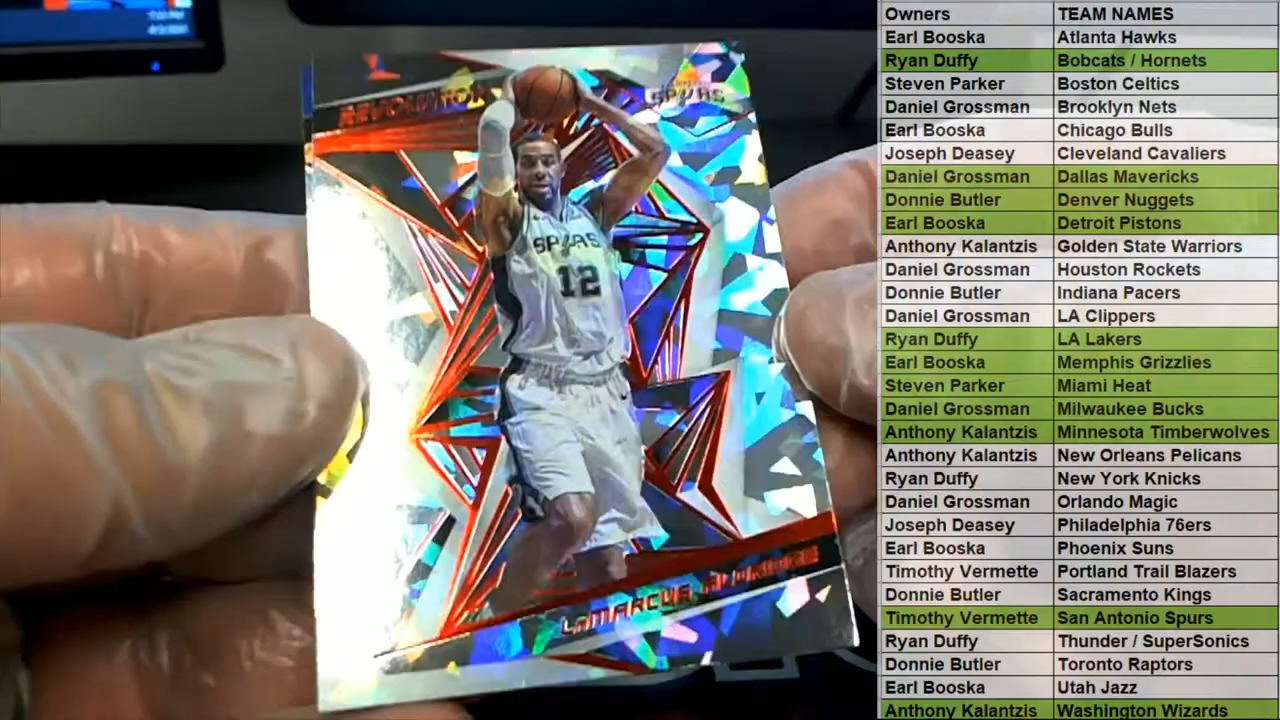 REVOLUTION
SPURS
SPURS
12
LAMARCUS ALDRIDGE
Owners TEAM NAMES
Earl Booska Atlanta Hawks
Ryan Duffy Bobcats / Hornets
Steven Parker Boston Celtics
Daniel Grossman Brooklyn Nets
Earl Booska Chicago Bulls
Joseph Deasey Cleveland Cavaliers
Daniel Grossman Dallas Mavericks
Donnie Butler Denver Nuggets
Earl Booska Detroit Pistons
Anthony Kalantzis Golden State Warriors
Daniel Grossman Houston Rockets
Donnie Butler Indiana Pacers
Daniel Grossman LA Clippers
Ryan Duffy LA Lakers
Earl Booska Memphis Grizzlies
Steven Parker Miami Heat
Daniel Grossman Milwaukee Bucks
Anthony Kalantzis Minnesota Timberwolves
Anthony Kalantzis New Orleans Pelicans
Ryan Duffy New York Knicks
Daniel Grossman Orlando Magic
Joseph Deasey Philadelphia 76ers
Earl Booska Phoenix Suns
Timothy Vermette Portland Trail Blazers
Donnie Butler Sacramento Kings
Timothy Vermette San Antonio Spurs
Ryan Duffy Thunder / SuperSonics
Donnie Butler Toronto Raptors
Earl Booska Utah Jazz
Anthony Kalantzis Washington Wizards